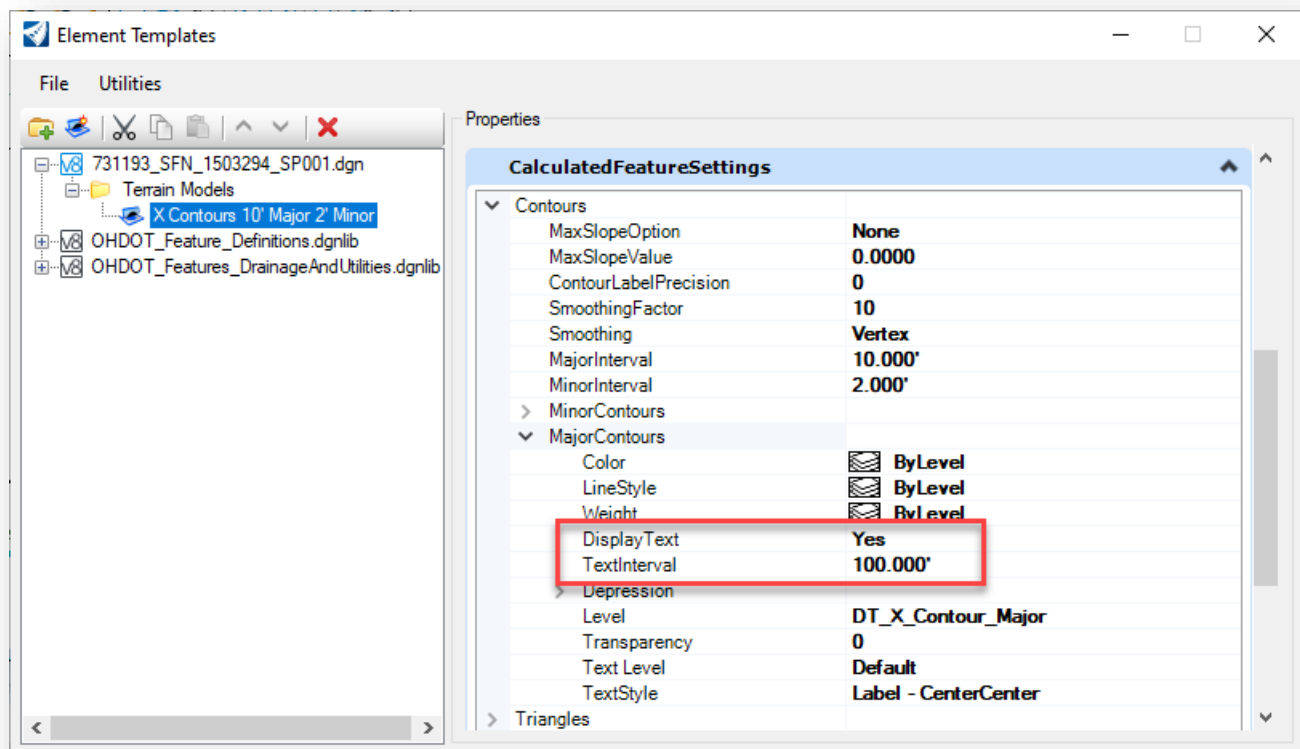 Element Templates
File Utilities
Properties
731193_SFN_1503294_SP001.dgn
Terrain Models
X Contours 10' Major 2' Minor
OHDOT_Feature_Definitions.dgnlib
OHDOT_Features_DrainageAndUtilities.dgnlib
CalculatedFeatureSettings
Contours
MaxSlopeOption None
MaxSlopeValue 0.0000
ContourLabelPrecision 0
SmoothingFactor 10
Smoothing Vertex
MajorInterval 10.000'
MinorInterval 2.000'
MinorContours
MajorContours
Color ByLevel
LineStyle ByLevel
Weight ByLevel
DisplayText Yes
TextInterval 100.000'
Depression
Level DT_X_Contour_Major
Transparency 0
Text Level Default
TextStyle Label - CenterCenter
Triangles